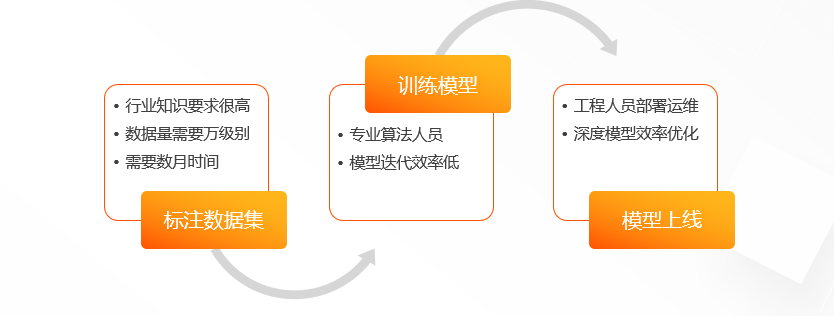 • 行业知识要求很高
• 数据量需要万级别
• 需要数月时间
标注数据集
训练模型
• 专业算法人员
• 模型迭代效率低
• 工程人员部署运维
• 深度模型效率优化
模型上线